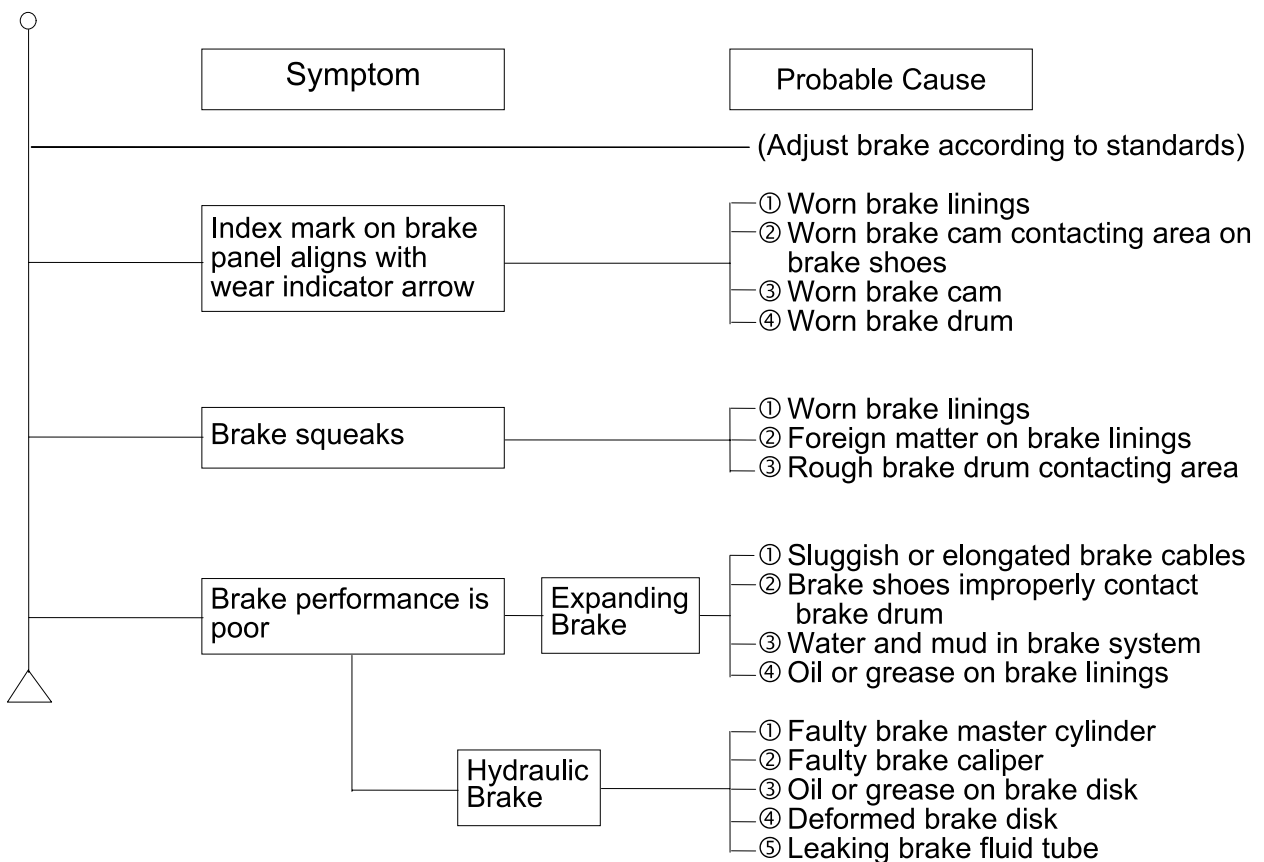 Symptom
Probable Cause
(Adjust brake according to standards)
Index mark on brake
panel aligns with
wear indicator arrow
① Worn brake linings
② Worn brake cam contacting area on
brake shoes
③ Worn brake cam
④ Worn brake drum
Brake squeaks
① Worn brake linings
② Foreign matter on brake linings
③ Rough brake drum contacting area
Brake performance is
poor
Expanding
Brake
① Sluggish or elongated brake cables
② Brake shoes improperly contact
brake drum
③ Water and mud in brake system
④ Oil or grease on brake linings
Hydraulic
Brake
① Faulty brake master cylinder
② Faulty brake caliper
③ Oil or grease on brake disk
④ Deformed brake disk
⑤ Leaking brake fluid tube